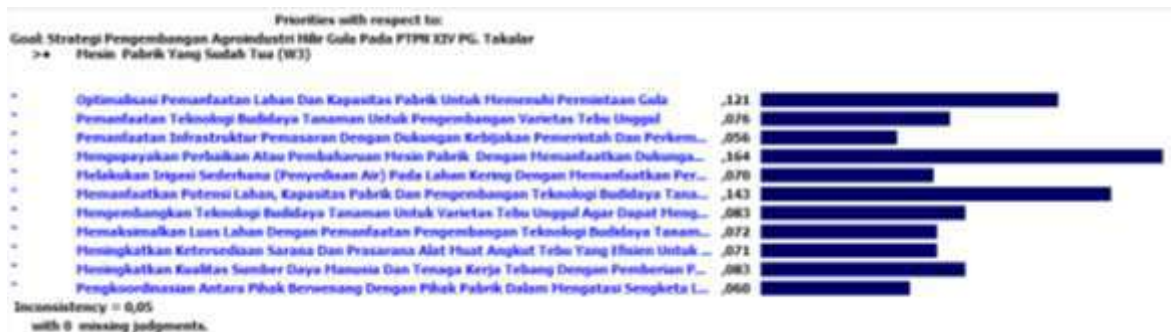 Priorities with respect to:
Goal: Strategi Pengembangan Agroindustri Hilir Gula Pada PTPN XIV PG. Takalar
>* Mesin Pabrik Yang Sudah Tua (W3)
Optimalisasi Pemanfaatan Lahan Dan Kapasitas Pabrik Untuk Memenuhi Permintaan Gula ,121
Pemanfaatan Teknologi Budidaya Tanaman Untuk Pengembangan Varietas Tebu Unggul ,076
Pemanfaatan Infrastruktur Pemasaran Dengan Dukungan Kebijakan Pemerintah Dan Perkem... ,056
Mengupayakan Perbaikan Atau Pembaharuan Mesin Pabrik Dengan Memanfaatkan Dukunga... ,164
Melakukan Irigasi Sederhana (Penyediaan Air) Pada Lahan Kering Dengan Memanfaatkan Per... ,070
Memanfaatkan Potensi Lahan, Kapasitas Pabrik Dan Pengembangan Teknologi Budidaya Tana... ,143
Mengembangkan Teknologi Budidaya Tanaman Untuk Varietas Tebu Unggul Agar Dapat Meng... ,083
Memaksimalkan Luas Lahan Dengan Pemanfaatan Pengembangan Teknologi Budidaya Tanam... ,072
Meningkatkan Ketersediaan Sarana Dan Prasarana Alat Muat Angkut Tebu Yang Efisien Untuk ... ,071
Meningkatkan Kualitas Sumber Daya Manusia Dan Tenaga Kerja Tebang Dengan Pemberian P... ,083
Pengkoordinasian Antara Pihak Berwenang Dengan Pihak Pabrik Dalam Mengatasi Sengketa L... ,060
Inconsistency = 0,05
with 0 missing judgments.